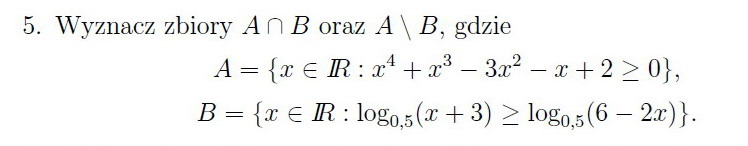 5. Wyznacz zbiory A ∩ B oraz A \ B, gdzie
A = {x ∈ ℝ : x⁴ + x³ − 3x² − x + 2 ≥ 0},
B = {x ∈ ℝ : log₀,₅(x + 3) ≥ log₀,₅(6 − 2x)}.